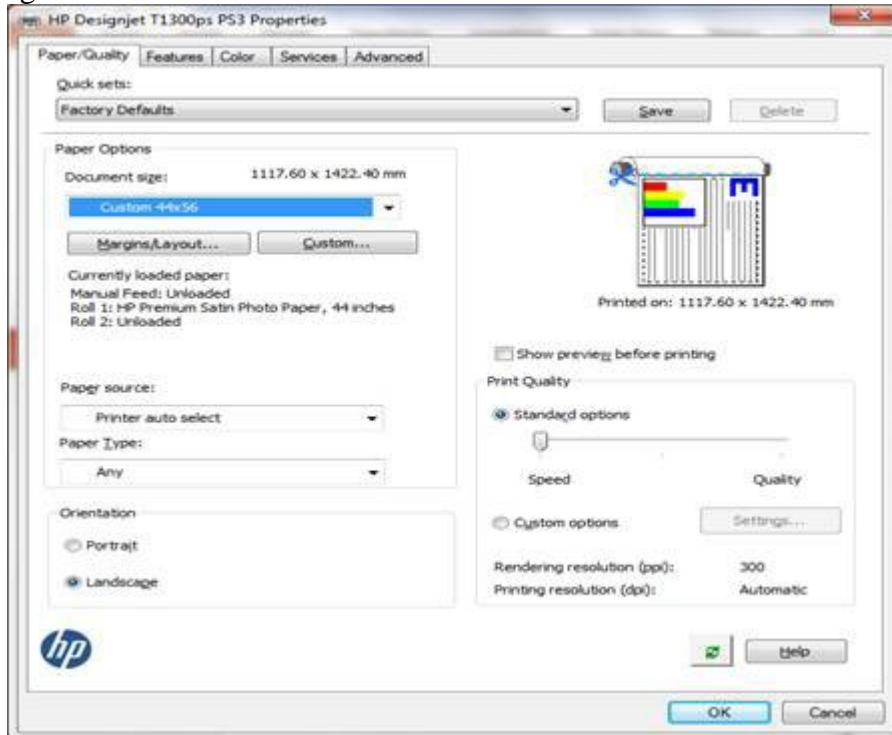 HP Designjet T1300ps PS3 Properties
Paper/Quality Features Color Services Advanced
Quick sets:
Factory Defaults Save Delete
Paper Options
Document size: 1117.60 x 1422.40 mm
Custom 44x56
Margins/Layout... Custom...
Currently loaded paper:
Manual Feed: Unloaded
Roll 1: HP Premium Satin Photo Paper, 44 inches
Roll 2: Unloaded
Paper source:
Printer auto select
Paper Type:
Any
Orientation
Portrait
Landscape
E
Printed on: 1117.60 x 1422.40 mm
Show preview before printing
Print Quality
Standard options
Speed Quality
Custom options Settings...
Rendering resolution (ppi): 300
Printing resolution (dpi): Automatic
hp
Help
OK Cancel